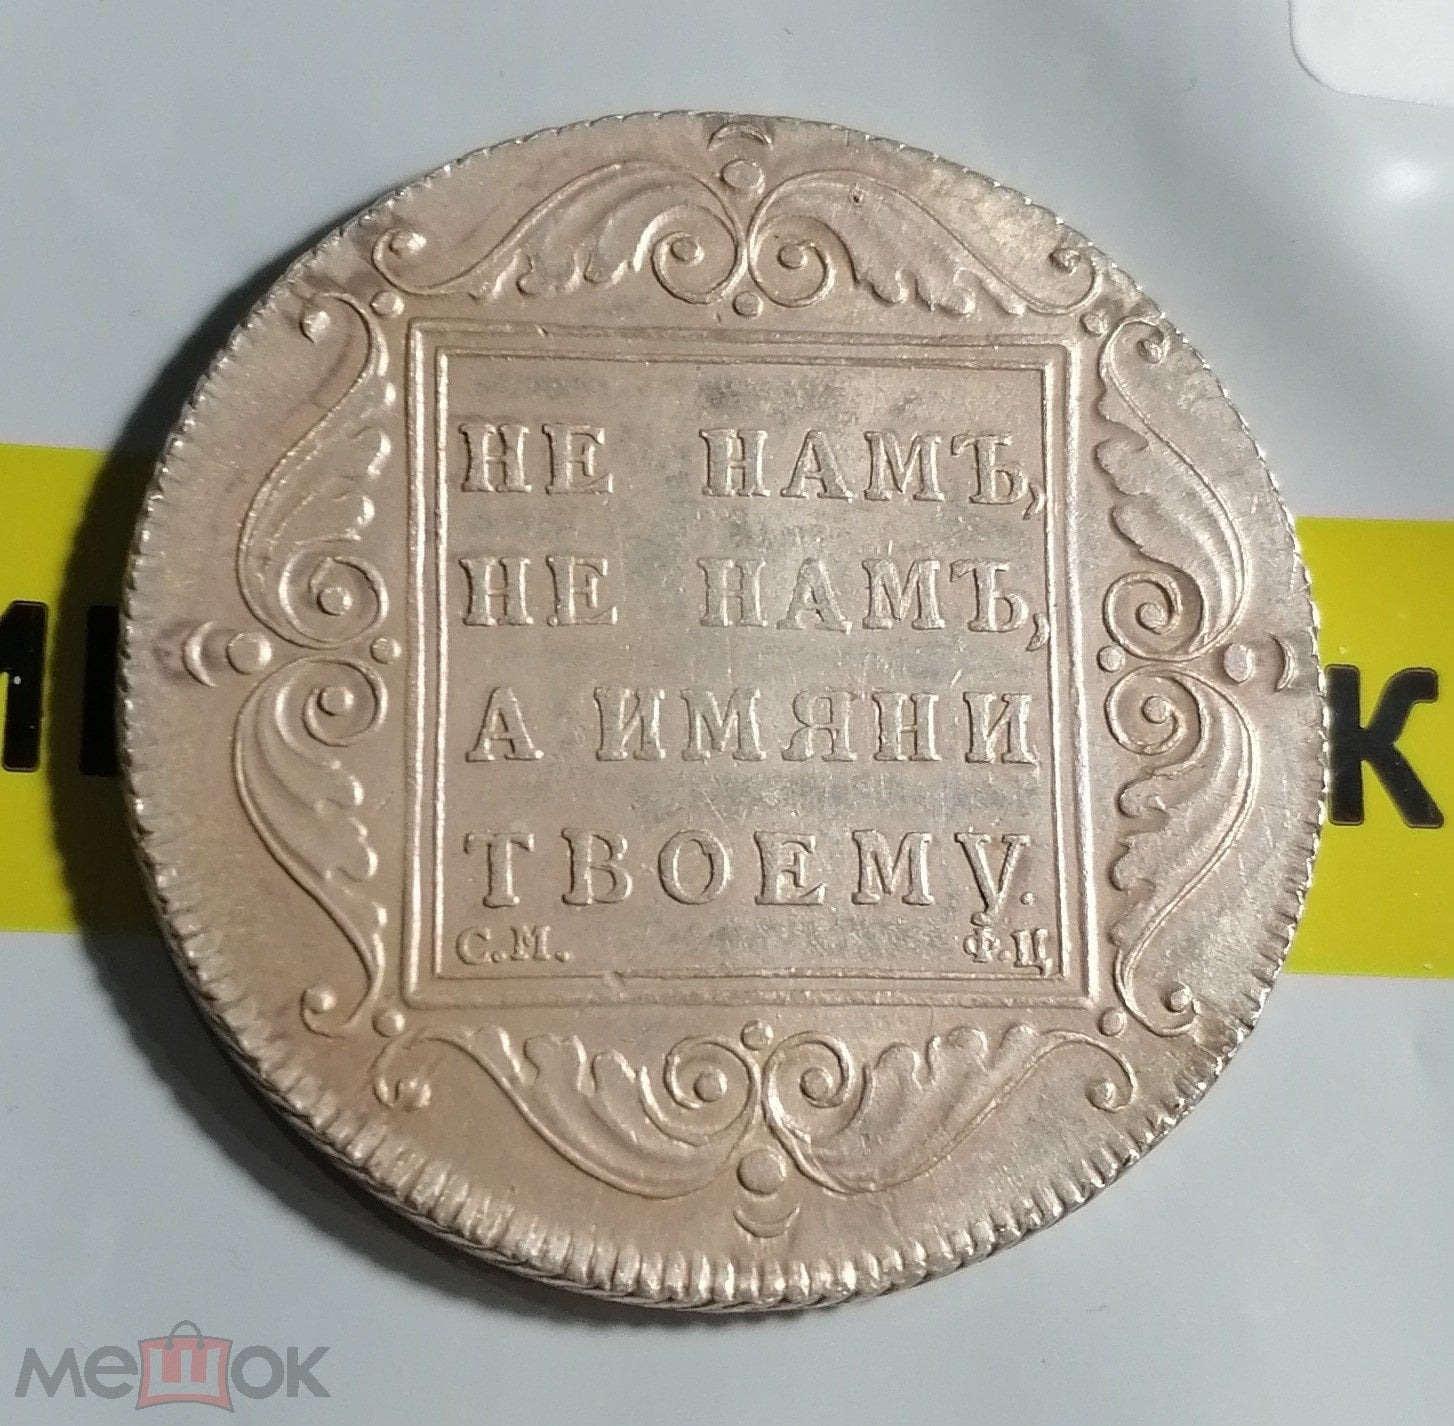 НЕ НАМЪ,
НЕ НАМЪ,
А ИМЯНИ
ТВОЕМУ.
С.М. Ф.Ц
К
мешок